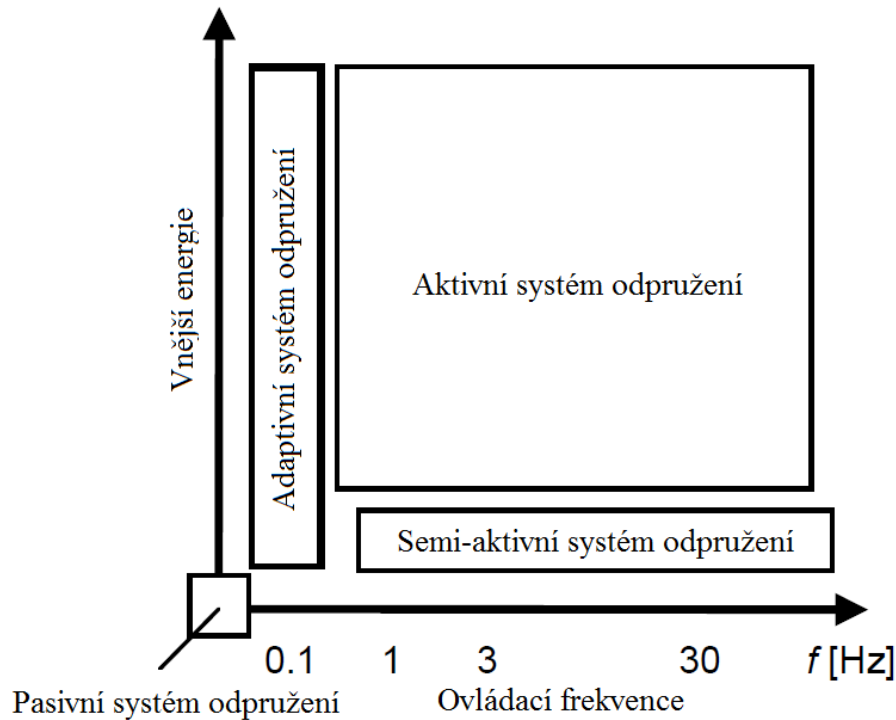 Vnější energie
Adaptivní systém odpružení
Aktivní systém odpružení
Semi-aktivní systém odpružení
0.1 1 3 30 f [Hz]
Pasivní systém odpružení Ovládací frekvence